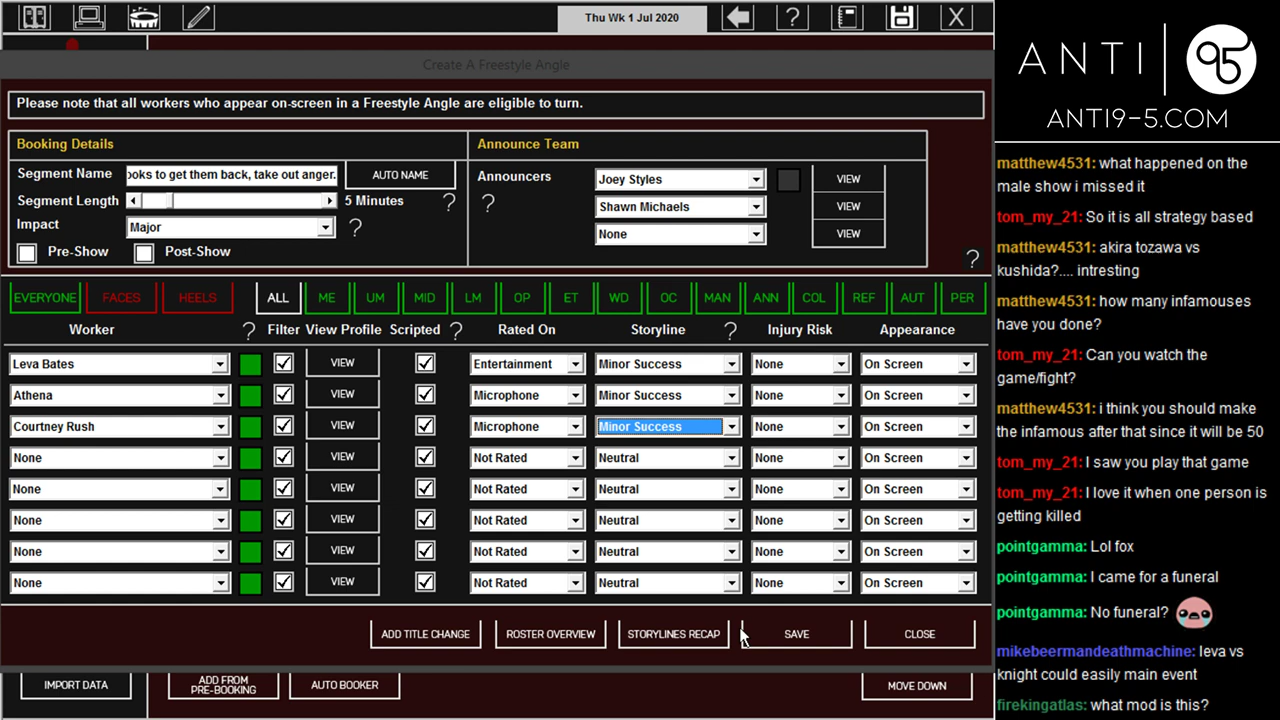 Thu Wk 1 Jul 2020
?
X
Create A Freestyle Angle
Please note that all workers who appear on-screen in a Freestyle Angle are eligible to turn.
Booking Details
Segment Name
ooks to get them back, take out anger.
AUTO NAME
Segment Length
5 Minutes
?
Impact
Major
?
Pre-Show
Post-Show
Announce Team
Announcers
?
Joey Styles
VIEW
Shawn Michaels
VIEW
None
VIEW
?
EVERYONE FACES HEELS ALL ME UM MID LM OP ET WD OC MAN ANN COL REF AUT PER
Worker ? Filter View Profile Scripted ? Rated On Storyline ? Injury Risk Appearance
Leva Bates VIEW Entertainment Minor Success None On Screen
Athena VIEW Microphone Minor Success None On Screen
Courtney Rush VIEW Microphone Minor Success None On Screen
None VIEW Not Rated Neutral None On Screen
None VIEW Not Rated Neutral None On Screen
None VIEW Not Rated Neutral None On Screen
None VIEW Not Rated Neutral None On Screen
None VIEW Not Rated Neutral None On Screen
ADD TITLE CHANGE ROSTER OVERVIEW STORYLINES RECAP SAVE CLOSE
IMPORT DATA
ADD FROM
PRE-BOOKING
AUTO BOOKER
MOVE DOWN
ANTI 95
ANTI9-5.COM
matthew4531: what happened on the
male show i missed it
tom_my_21: So it is all strategy based
matthew4531: akira tozawa vs
kushida?.... intresting
matthew4531: how many infamouses
have you done?
tom_my_21: Can you watch the
game/fight?
matthew4531: i think you should make
the infamous after that since it will be 50
tom_my_21: I saw you play that game
tom_my_21: I love it when one person is
getting killed
pointgamma: Lol fox
pointgamma: I came for a funeral
pointgamma: No funeral?
mikebeermandeathmachine: leva vs
knight could easily main event
firekingatlas: what mod is this?